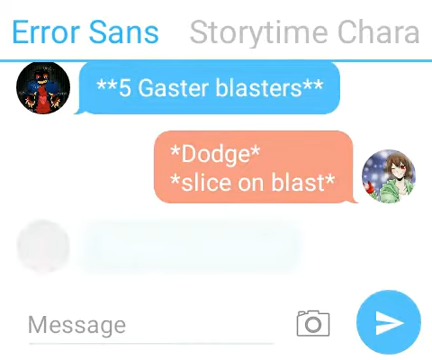 Error Sans Storytime Chara
**5 Gaster blasters**
*Dodge*
*slice on blast*
Message